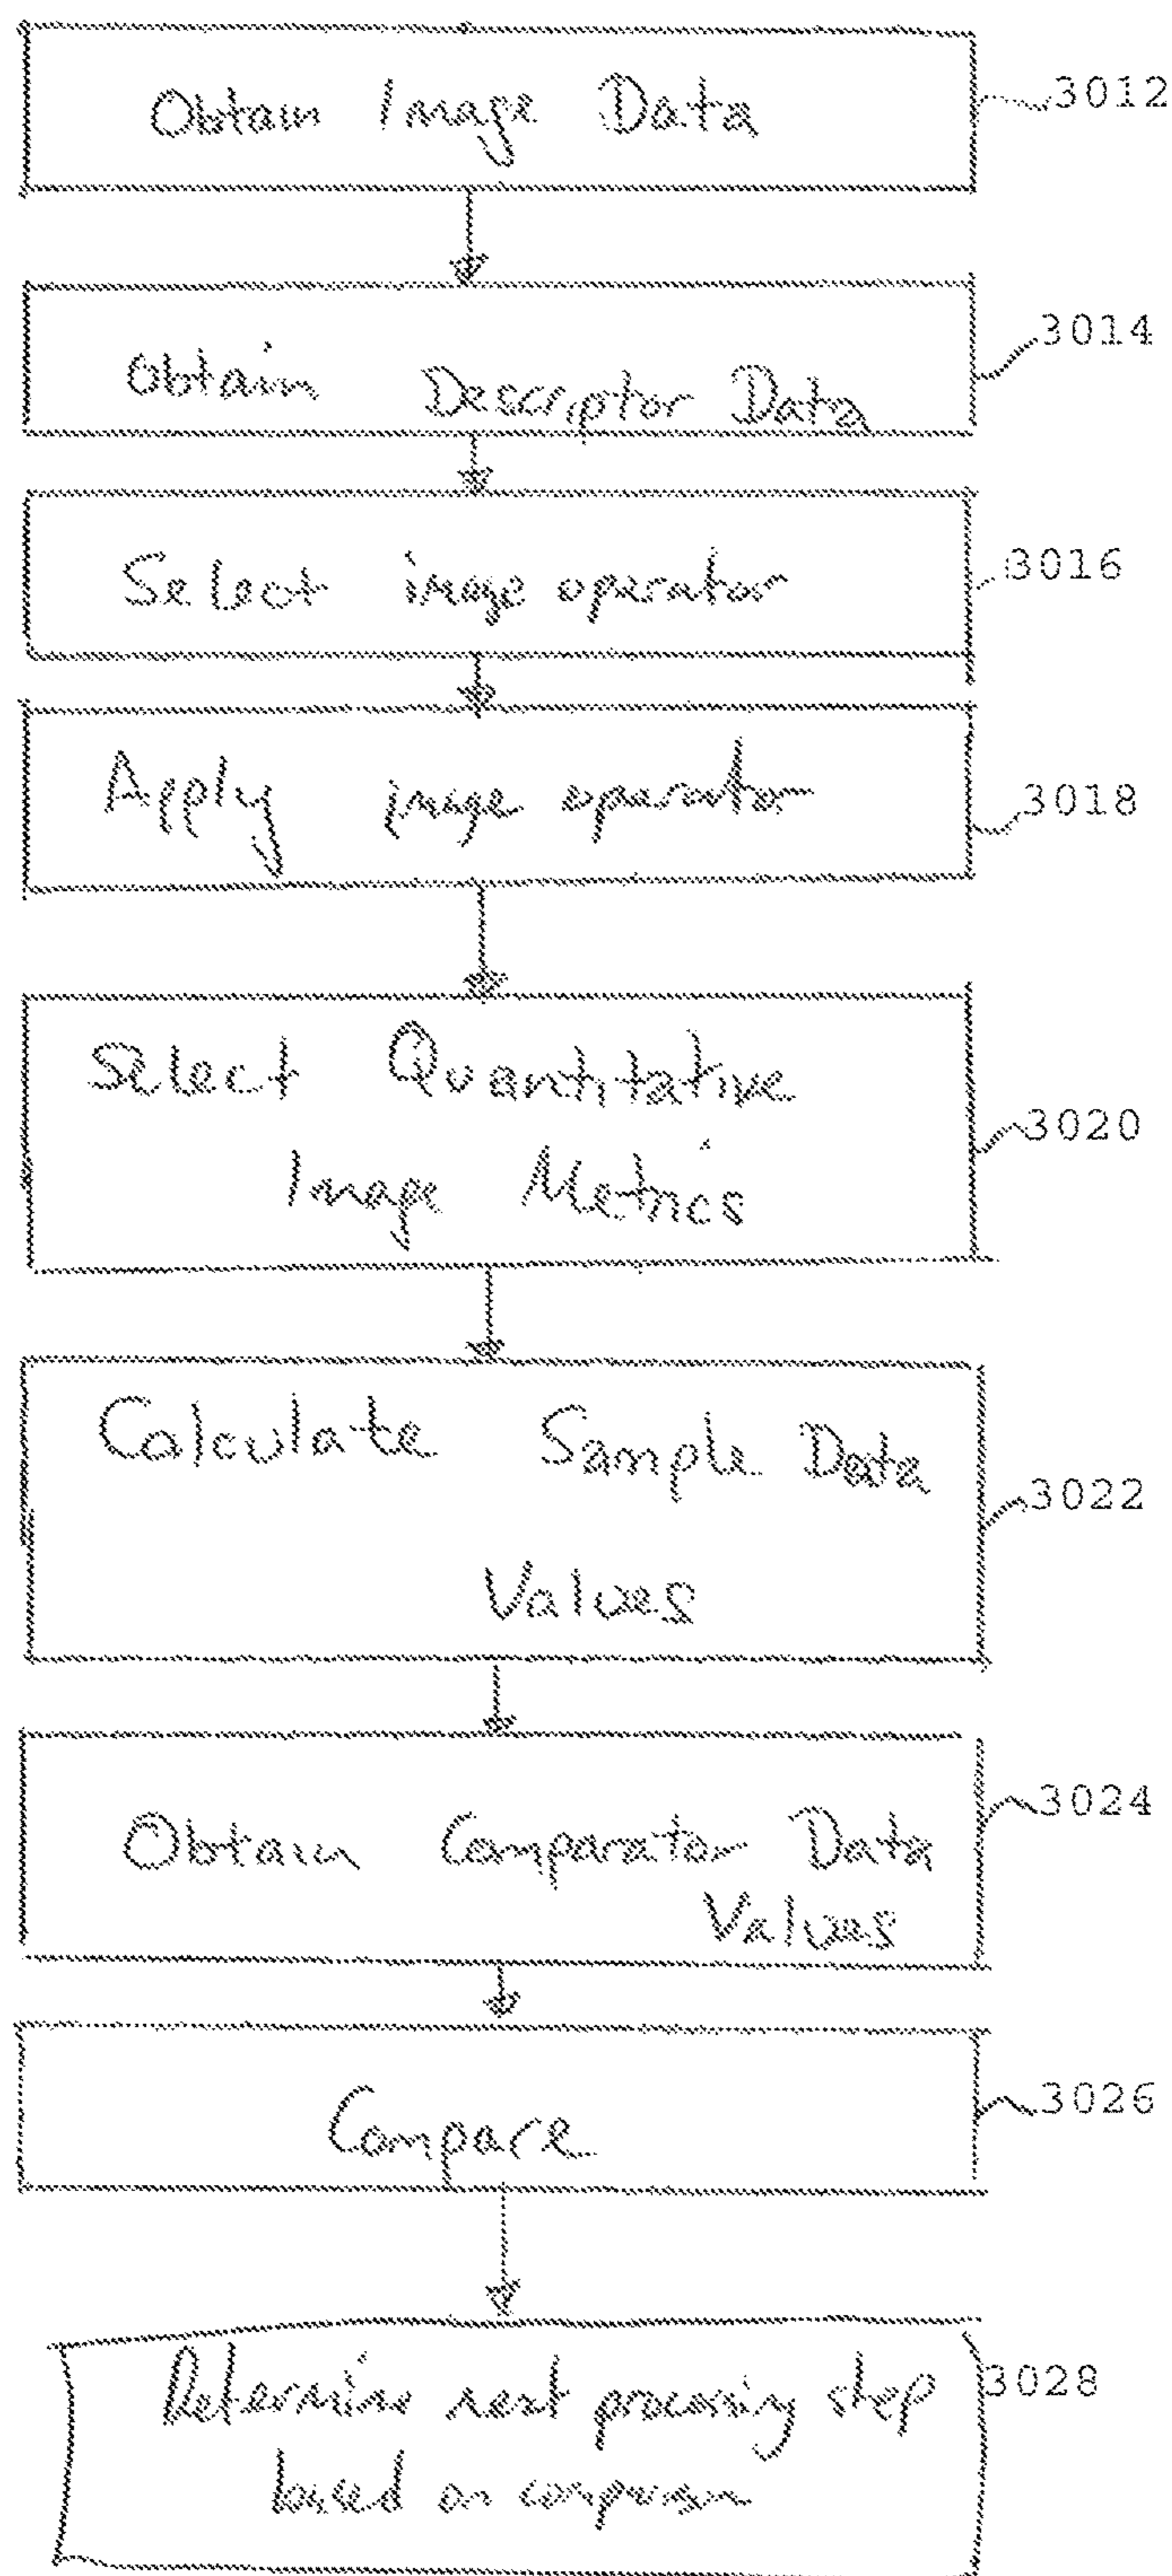 Obtain Image Data
3012
Obtain Descriptor Data
3014
Select image operator
3016
Apply image operator
3018
Select Quantitative
Image Metrics
3020
Calculate Sample Data
Values
3022
Obtain Comparator Data
Values
3024
Compare
3026
Determine next processing step
based on comparison
3028